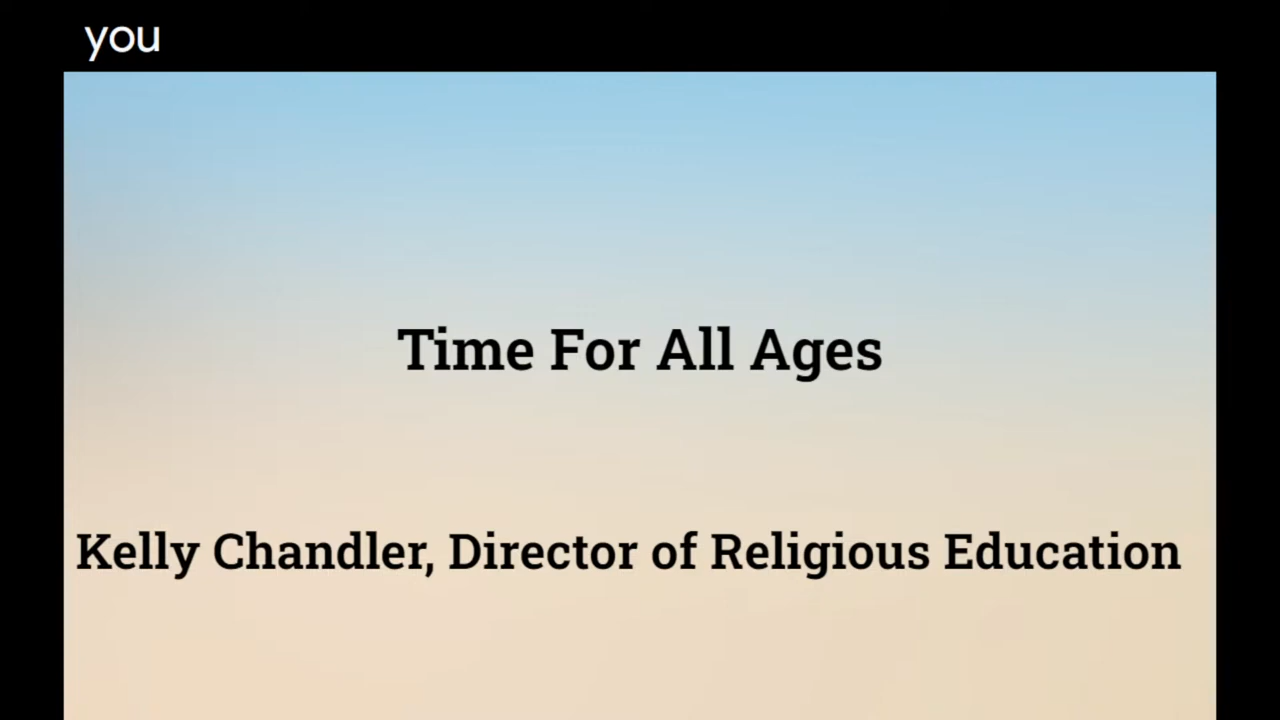 you
Time For All Ages
Kelly Chandler, Director of Religious Education